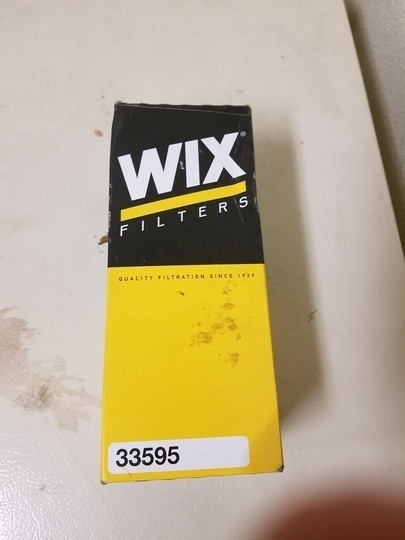 WIX®
FILTERS
QUALITY FILTRATION SINCE 1939
33595